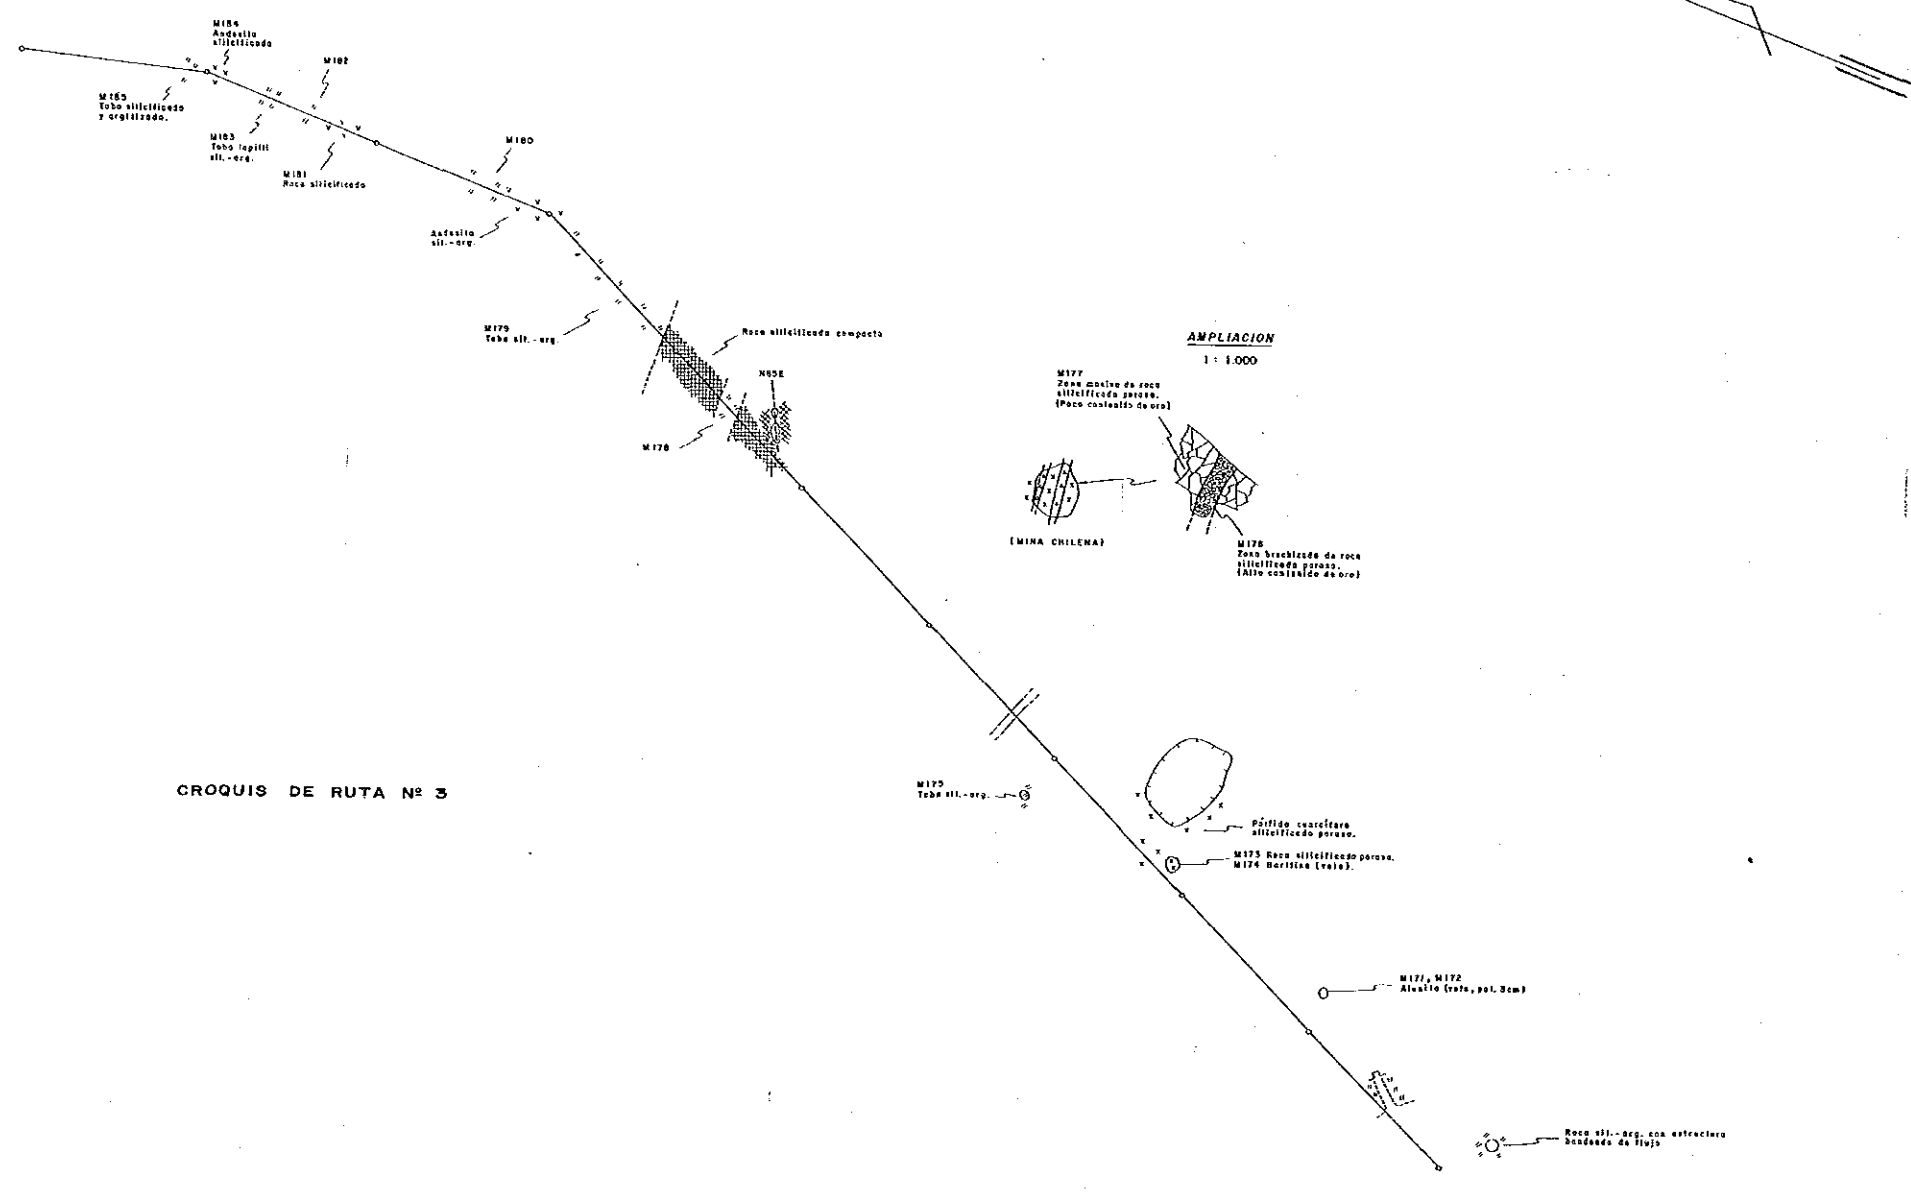 M184
Andesita
silicificada
M182
M185
Toba silicificada
y argilizada.
M183
Toba lapilli
sil.-arg.
M181
Roca silicificada
M180
Andesita
sil.-arg.
M179
Toba sil.-arg.
Roca silicificada compacta
N65E
M178
AMPLIACION
1 : 1.000
M177
Zona masiva de roca
silicificada porosa.
(Poco contenido de oro)
(MINA CHILENA)
M176
Zona brechizada de roca
silicificada porosa.
(Alto contenido de oro)
CROQUIS DE RUTA Nº 3
M175
Toba sil.-arg.
Pórfido cuarcífero
silicificado poroso.
M173 Roca silicificada porosa.
M174 Baritina (veta).
M171, M172
Alunita (veta, pot. 3cm)
Roca sil.-arg. con estructura
bandeada de flujo